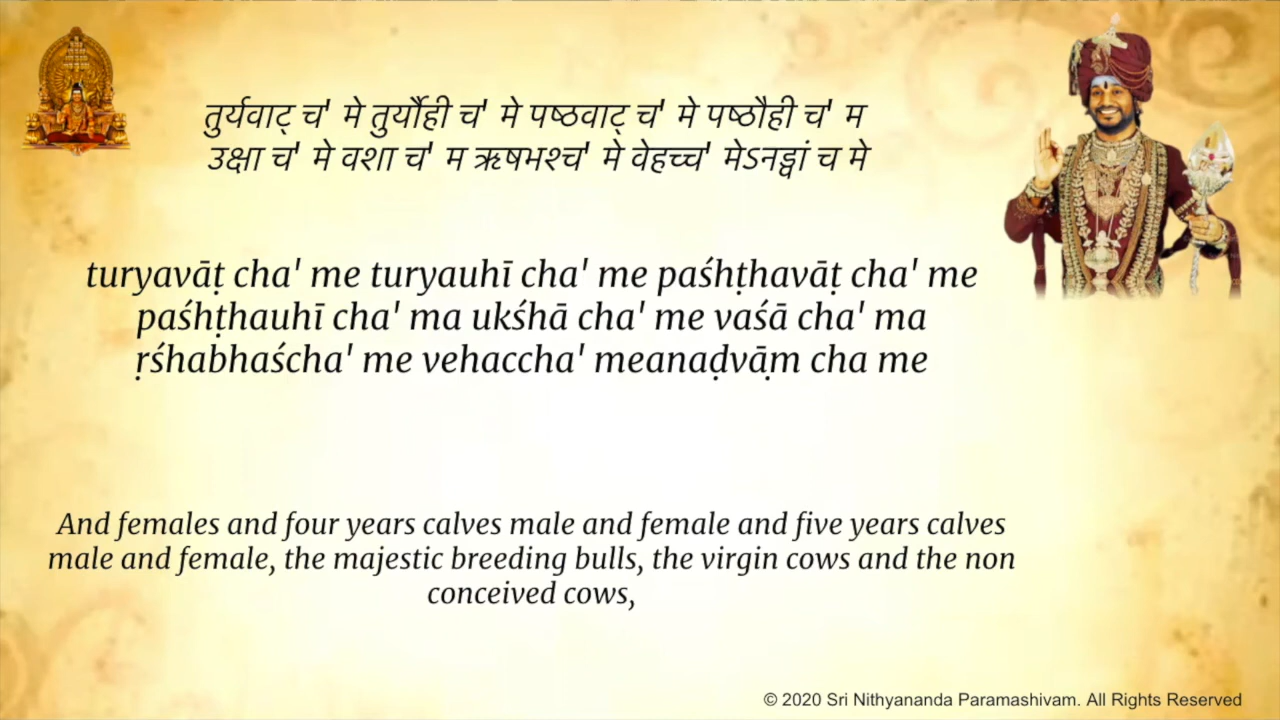 तुर्यवाट् च' मे तुर्यौही च' मे पष्ठवाट् च' मे पष्ठौही च' म
उक्षा च' मे वशा च' म ऋषभश्च' मे वेहच्च' मेऽनड्वां च मे
turyavāṭ cha' me turyauhī cha' me paśhṭhavāṭ cha' me
paśhṭhauhī cha' ma ukśhā cha' me vaśā cha' ma
ṛśhabhaścha' me vehaccha' meanaḍvāṃ cha me
And females and four years calves male and female and five years calves
male and female, the majestic breeding bulls, the virgin cows and the non
conceived cows,
© 2020 Sri Nithyananda Paramashivam. All Rights Reserved